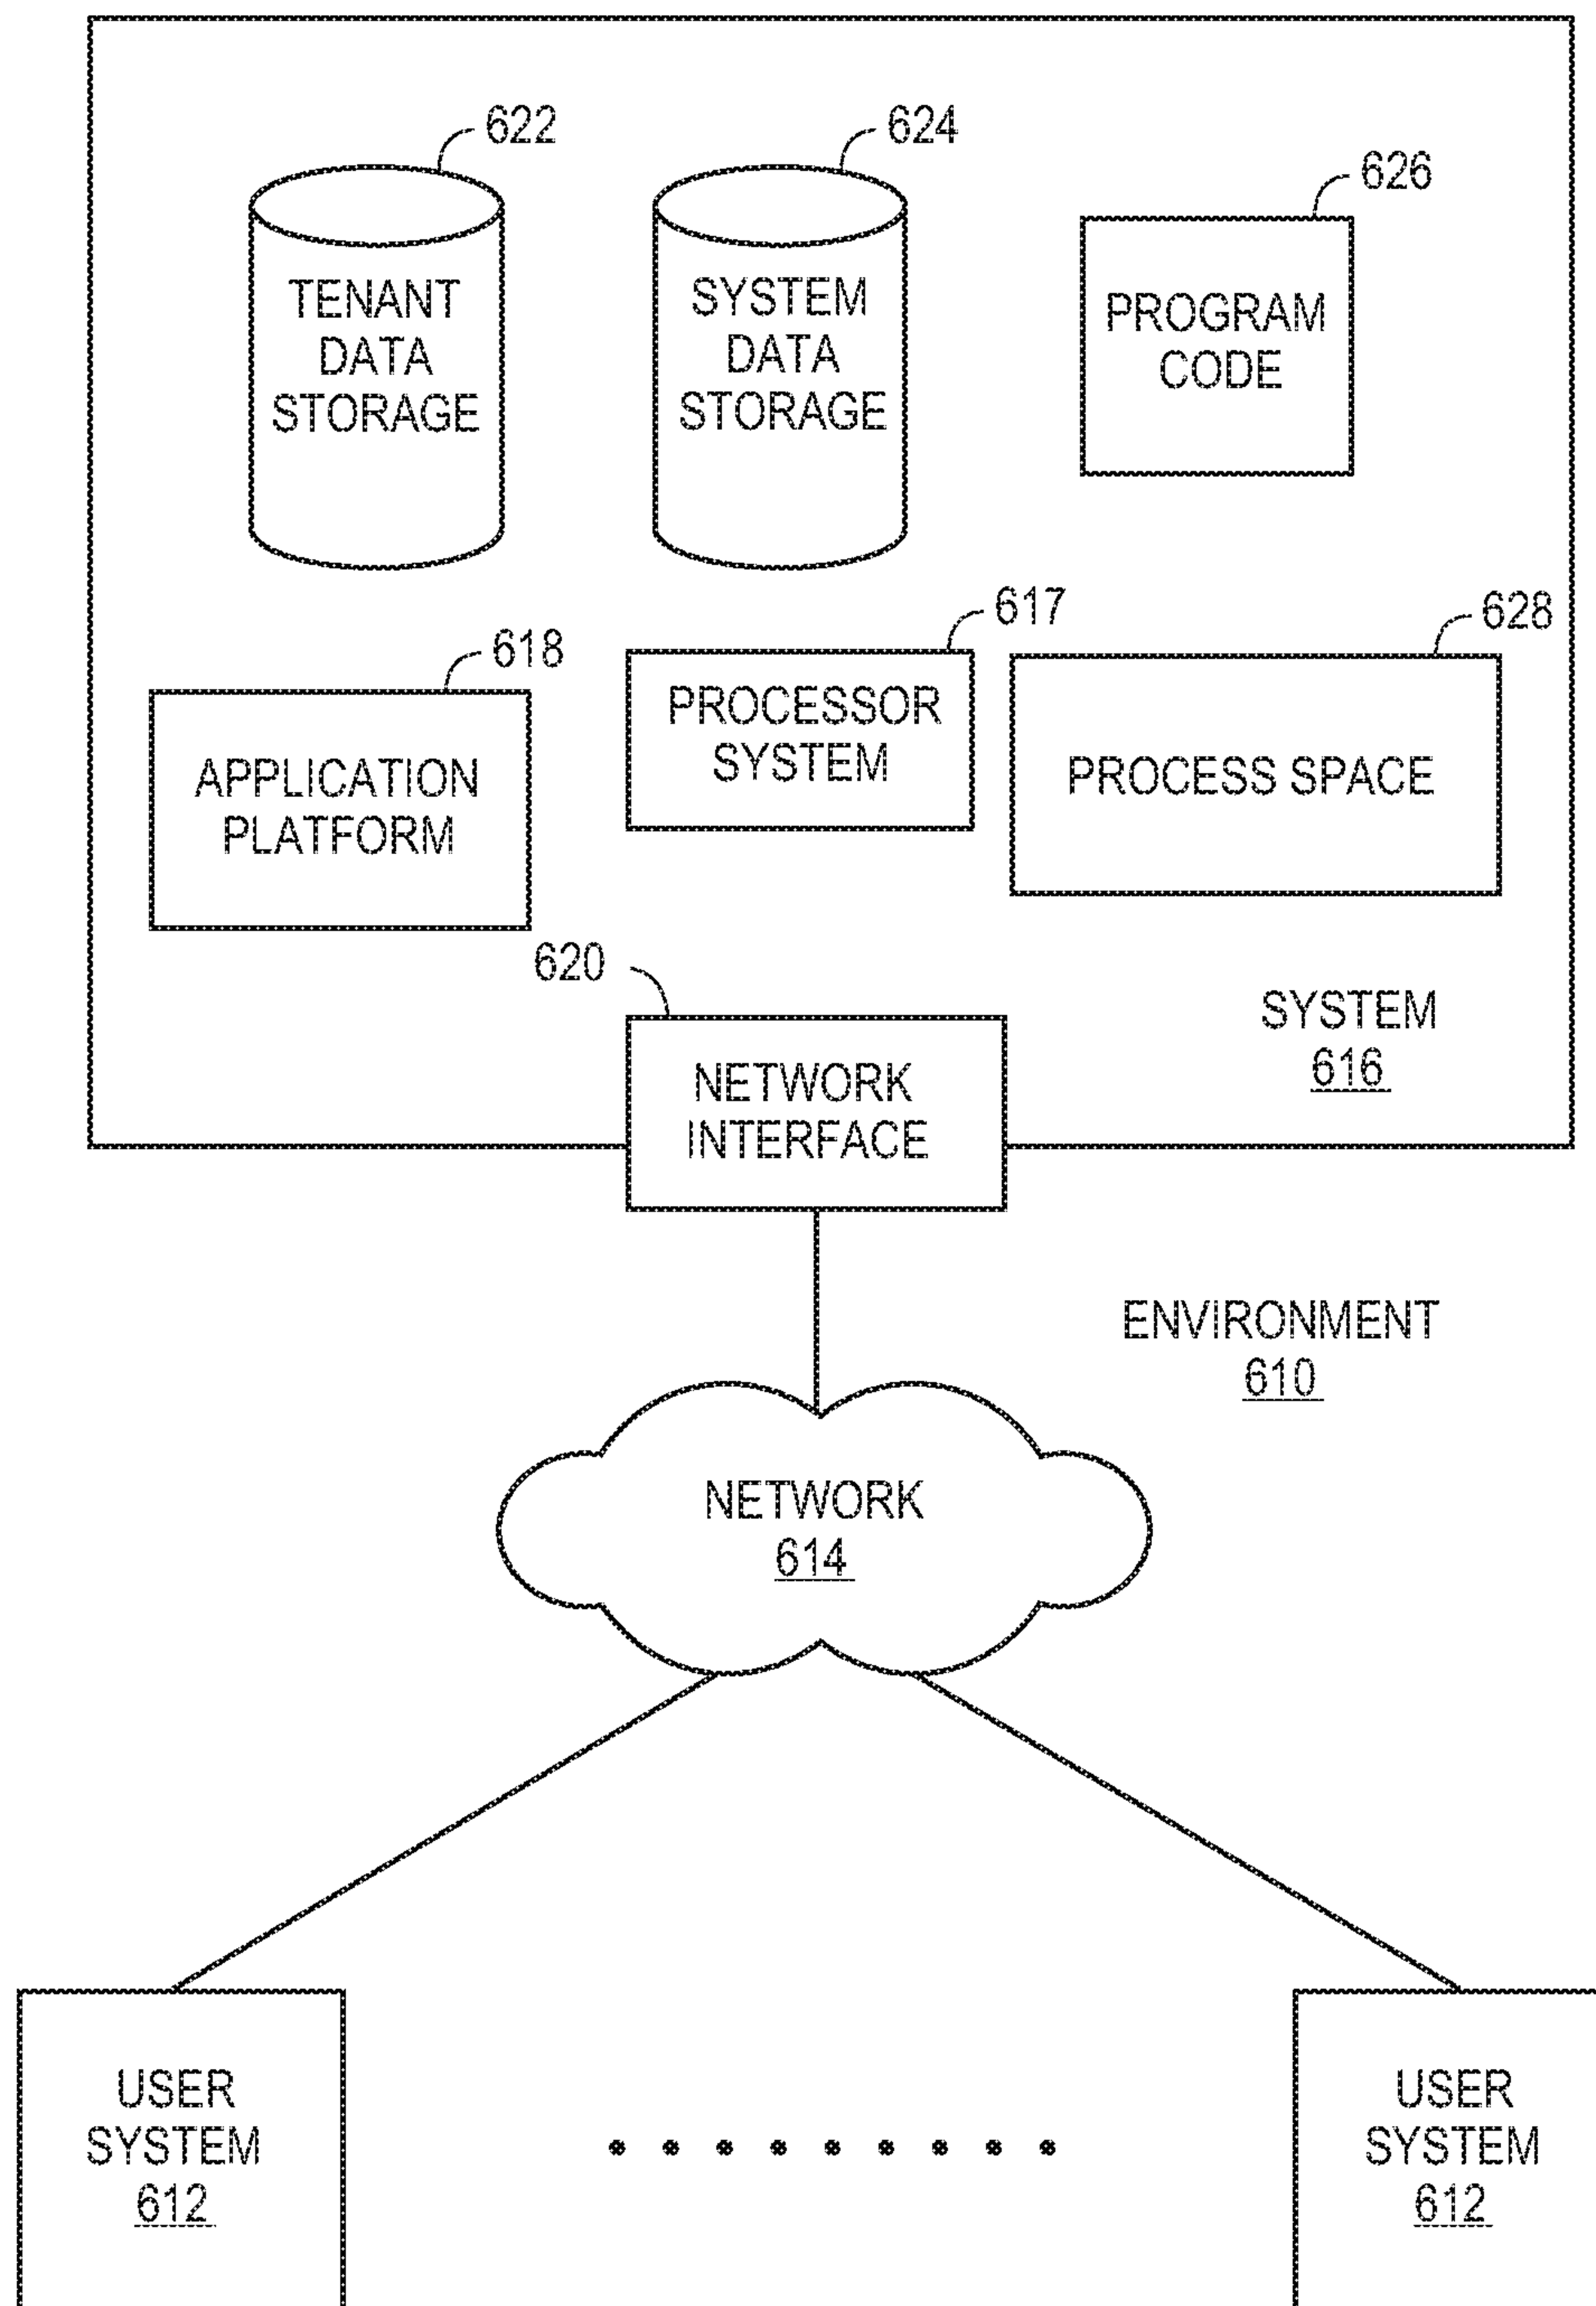 622
624
626
TENANT
DATA
STORAGE
SYSTEM
DATA
STORAGE
PROGRAM
CODE
618
617
628
APPLICATION
PLATFORM
PROCESSOR
SYSTEM
PROCESS SPACE
620
NETWORK
INTERFACE
SYSTEM
616
ENVIRONMENT
610
NETWORK
614
USER
SYSTEM
612
USER
SYSTEM
612